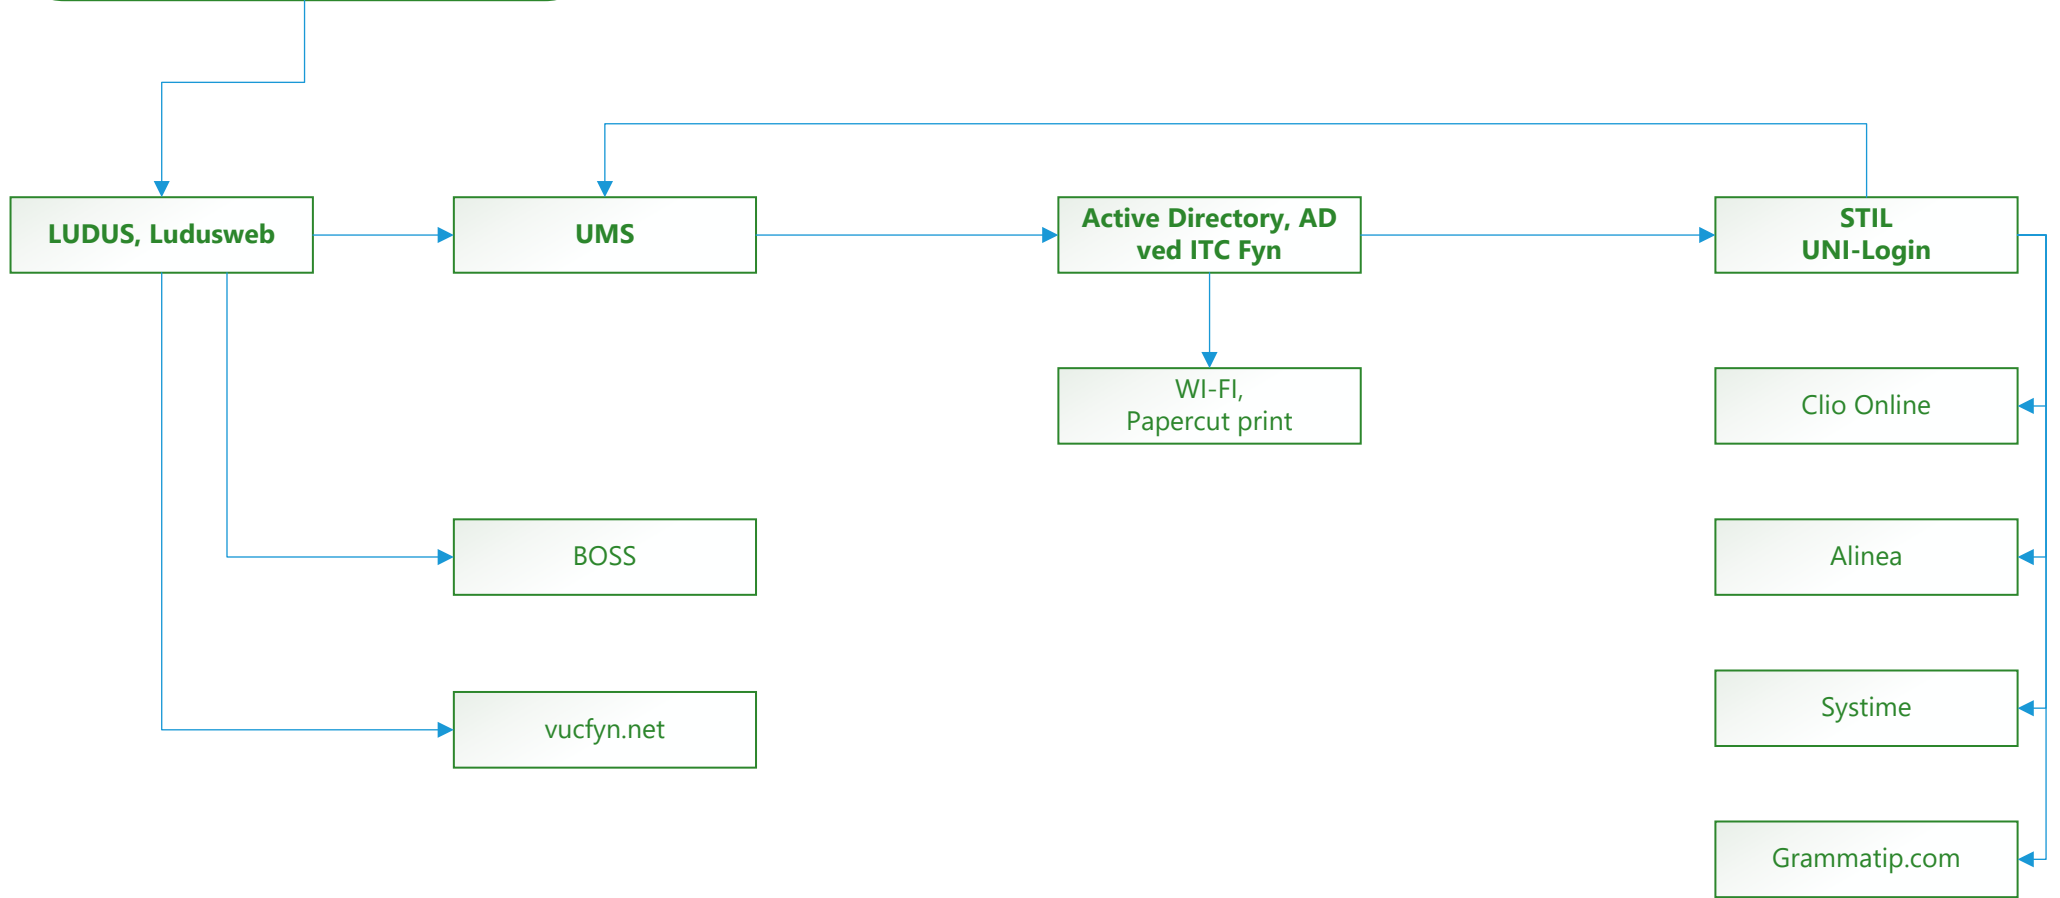 LUDUS, Ludusweb
UMS
Active Directory, AD
ved ITC Fyn
STIL
UNI-Login
WI-FI,
Papercut print
Clio Online
BOSS
Alinea
vucfyn.net
Systime
Grammatip.com